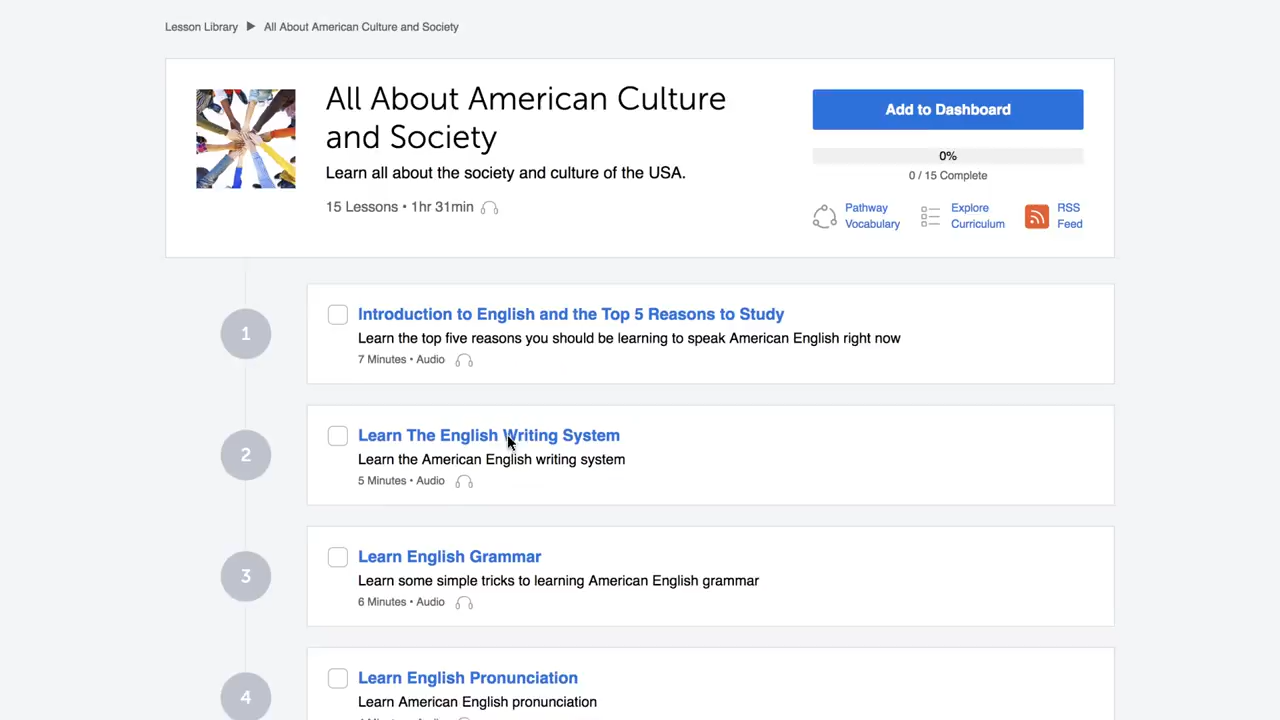 Lesson Library ▶ All About American Culture and Society
All About American Culture
and Society
Learn all about the society and culture of the USA.
15 Lessons • 1hr 31min
Add to Dashboard
0%
0 / 15 Complete
Pathway
Vocabulary
Explore
Curriculum
RSS
Feed
1
Introduction to English and the Top 5 Reasons to Study
Learn the top five reasons you should be learning to speak American English right now
7 Minutes • Audio
2
Learn The English Writing System
Learn the American English writing system
5 Minutes • Audio
3
Learn English Grammar
Learn some simple tricks to learning American English grammar
6 Minutes • Audio
4
Learn English Pronunciation
Learn American English pronunciation